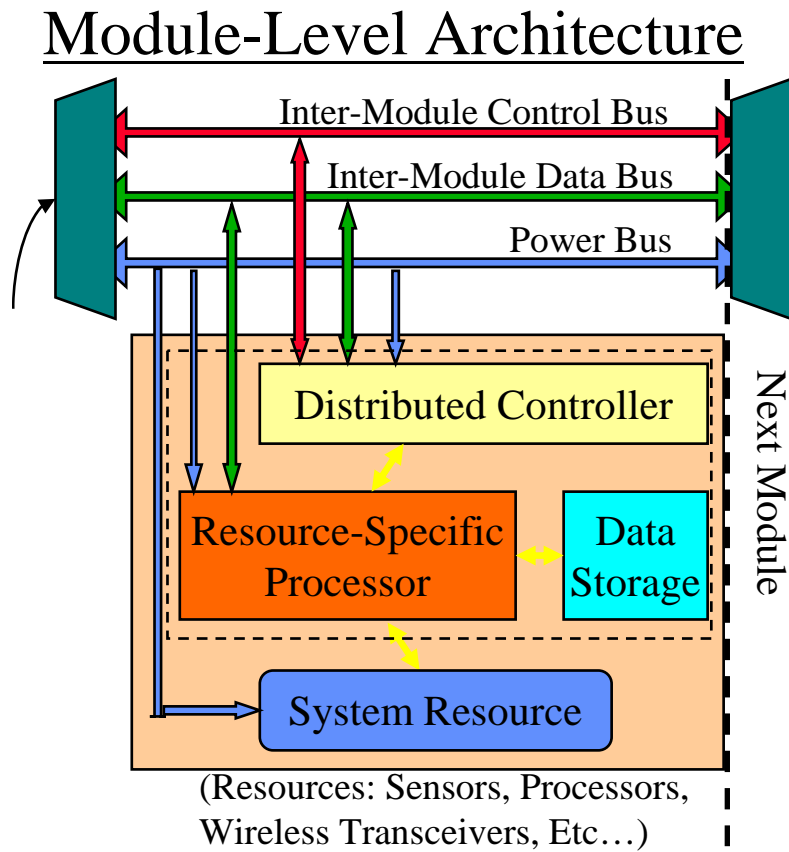 Module-Level Architecture
Inter-Module Control Bus
Inter-Module Data Bus
Power Bus
Distributed Controller
Resource-Specific
Processor
Data
Storage
System Resource
Next Module
(Resources: Sensors, Processors,
Wireless Transceivers, Etc…)